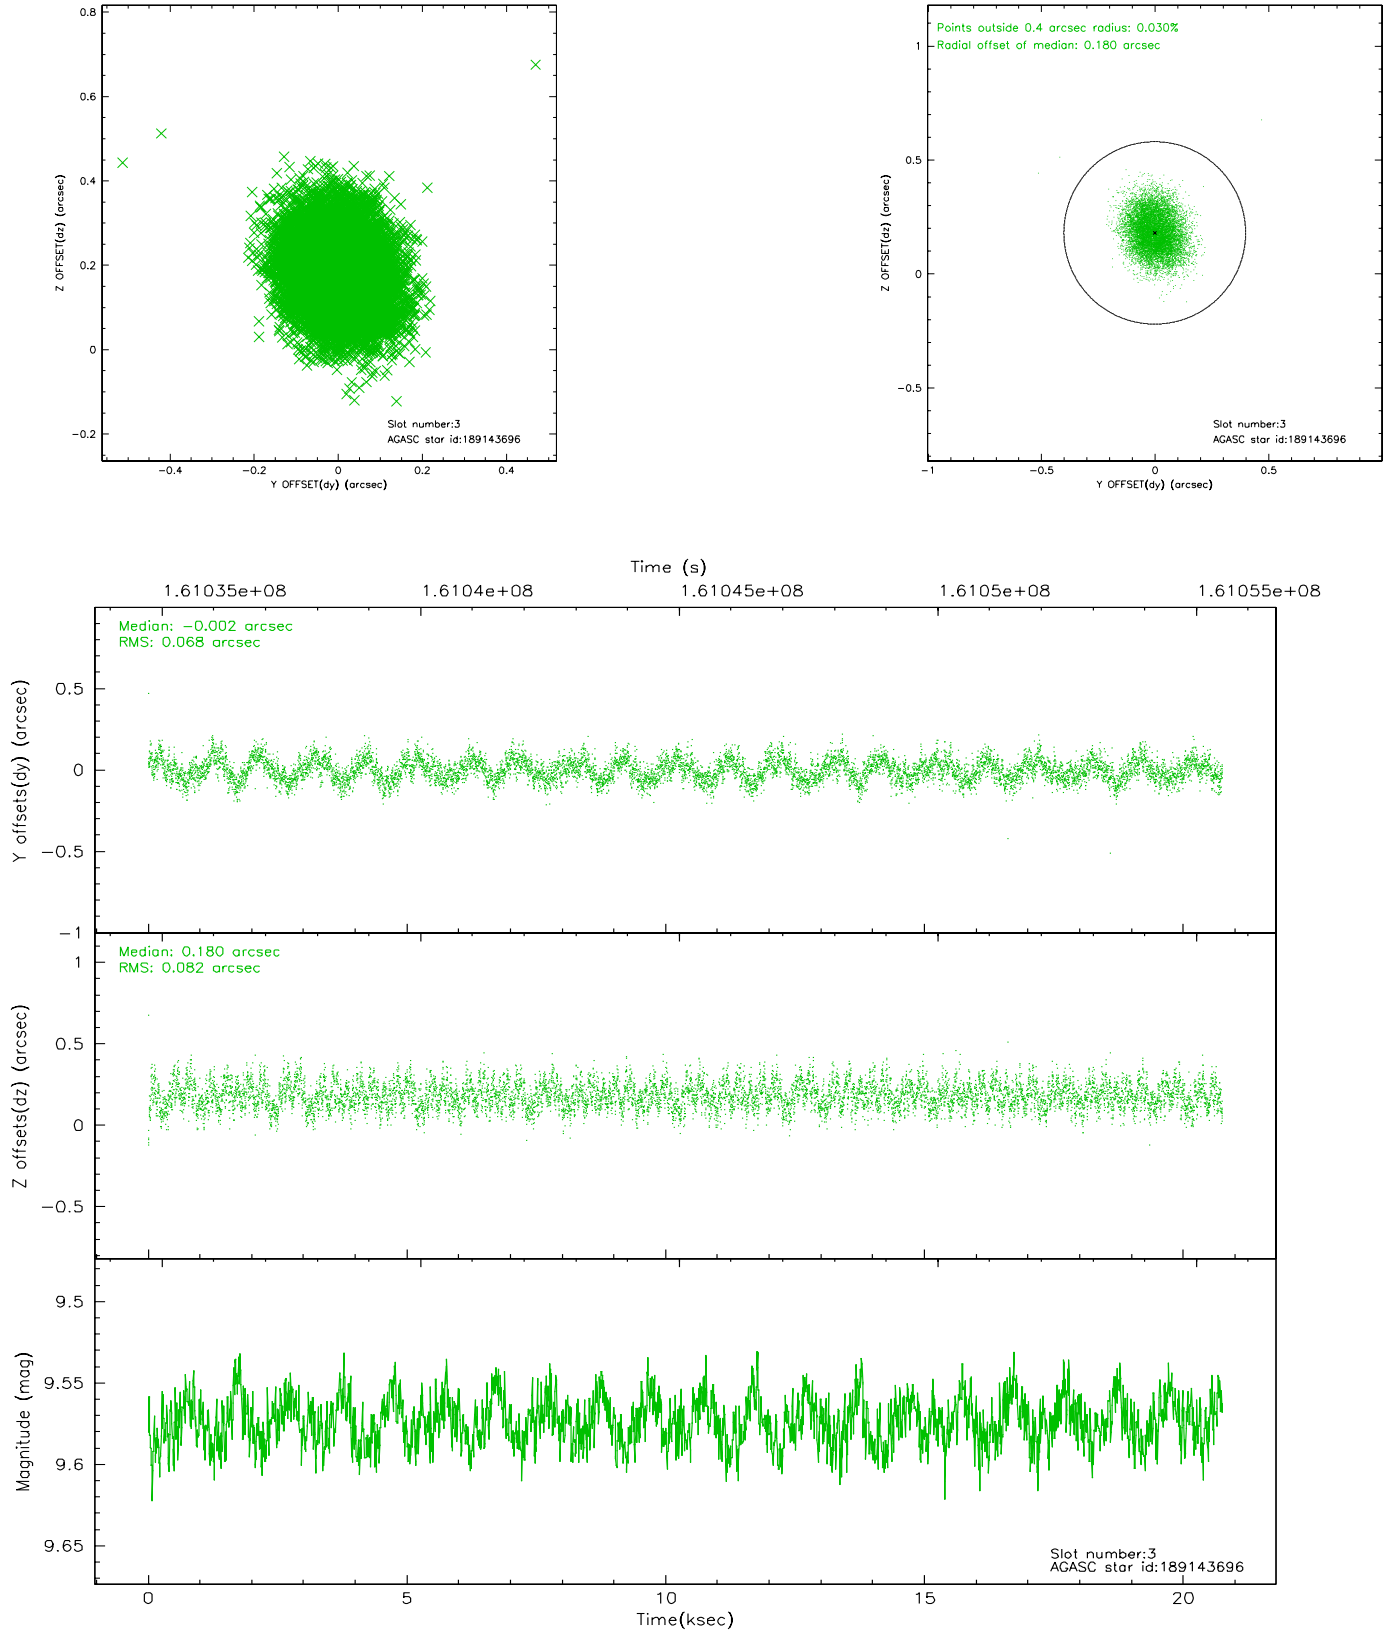 0.8
0.6
0.4
0.2
0
−0.2
Z OFFSET(dz) (arcsec)
Slot number:3
AGASC star id:189143696
−0.4 −0.2 0 0.2 0.4
Y OFFSET(dy) (arcsec)
Points outside 0.4 arcsec radius: 0.030%
Radial offset of median: 0.180 arcsec
1
0.5
0
−0.5
Z OFFSET(dz) (arcsec)
Slot number:3
AGASC star id:189143696
−1 −0.5 0 0.5
Y OFFSET(dy) (arcsec)
Time (s)
1.61035e+08 1.6104e+08 1.61045e+08 1.6105e+08 1.61055e+08
Median: −0.002 arcsec
RMS: 0.068 arcsec
0.5
0
−0.5
−1
Y offsets(dy) (arcsec)
Median: 0.180 arcsec
RMS: 0.082 arcsec
1
0.5
0
−0.5
Z offsets(dz) (arcsec)
9.5
9.55
9.6
9.65
Magnitude (mag)
Slot number:3
AGASC star id:189143696
0 5 10 15 20
Time(ksec)